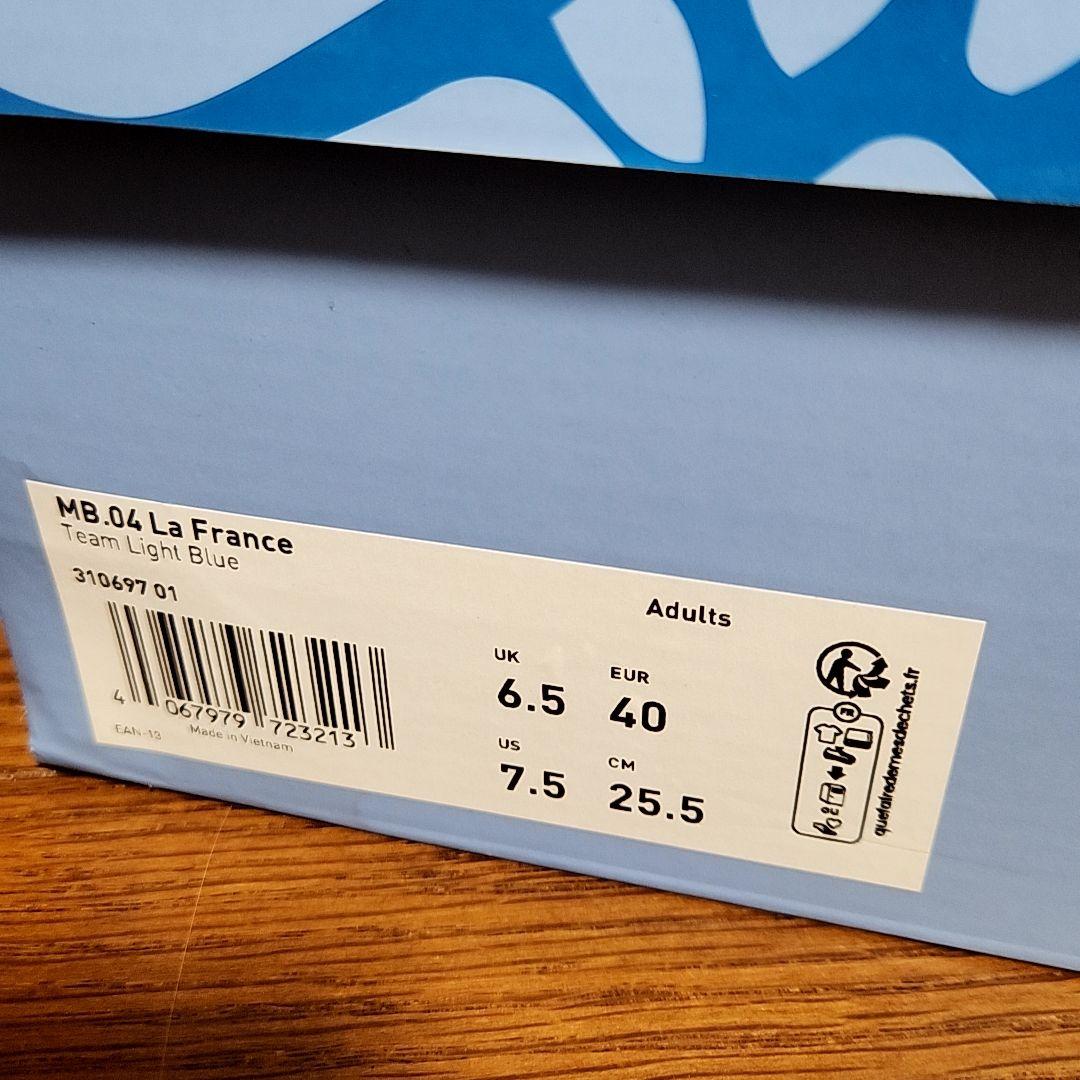 MB.04 La France
Team Light Blue
310697 01
4 067979 723213
EAN-13 Made in Vietnam
Adults
UK
6.5
EUR
40
US
7.5
CM
25.5
FR
quefairedemesdechets.fr